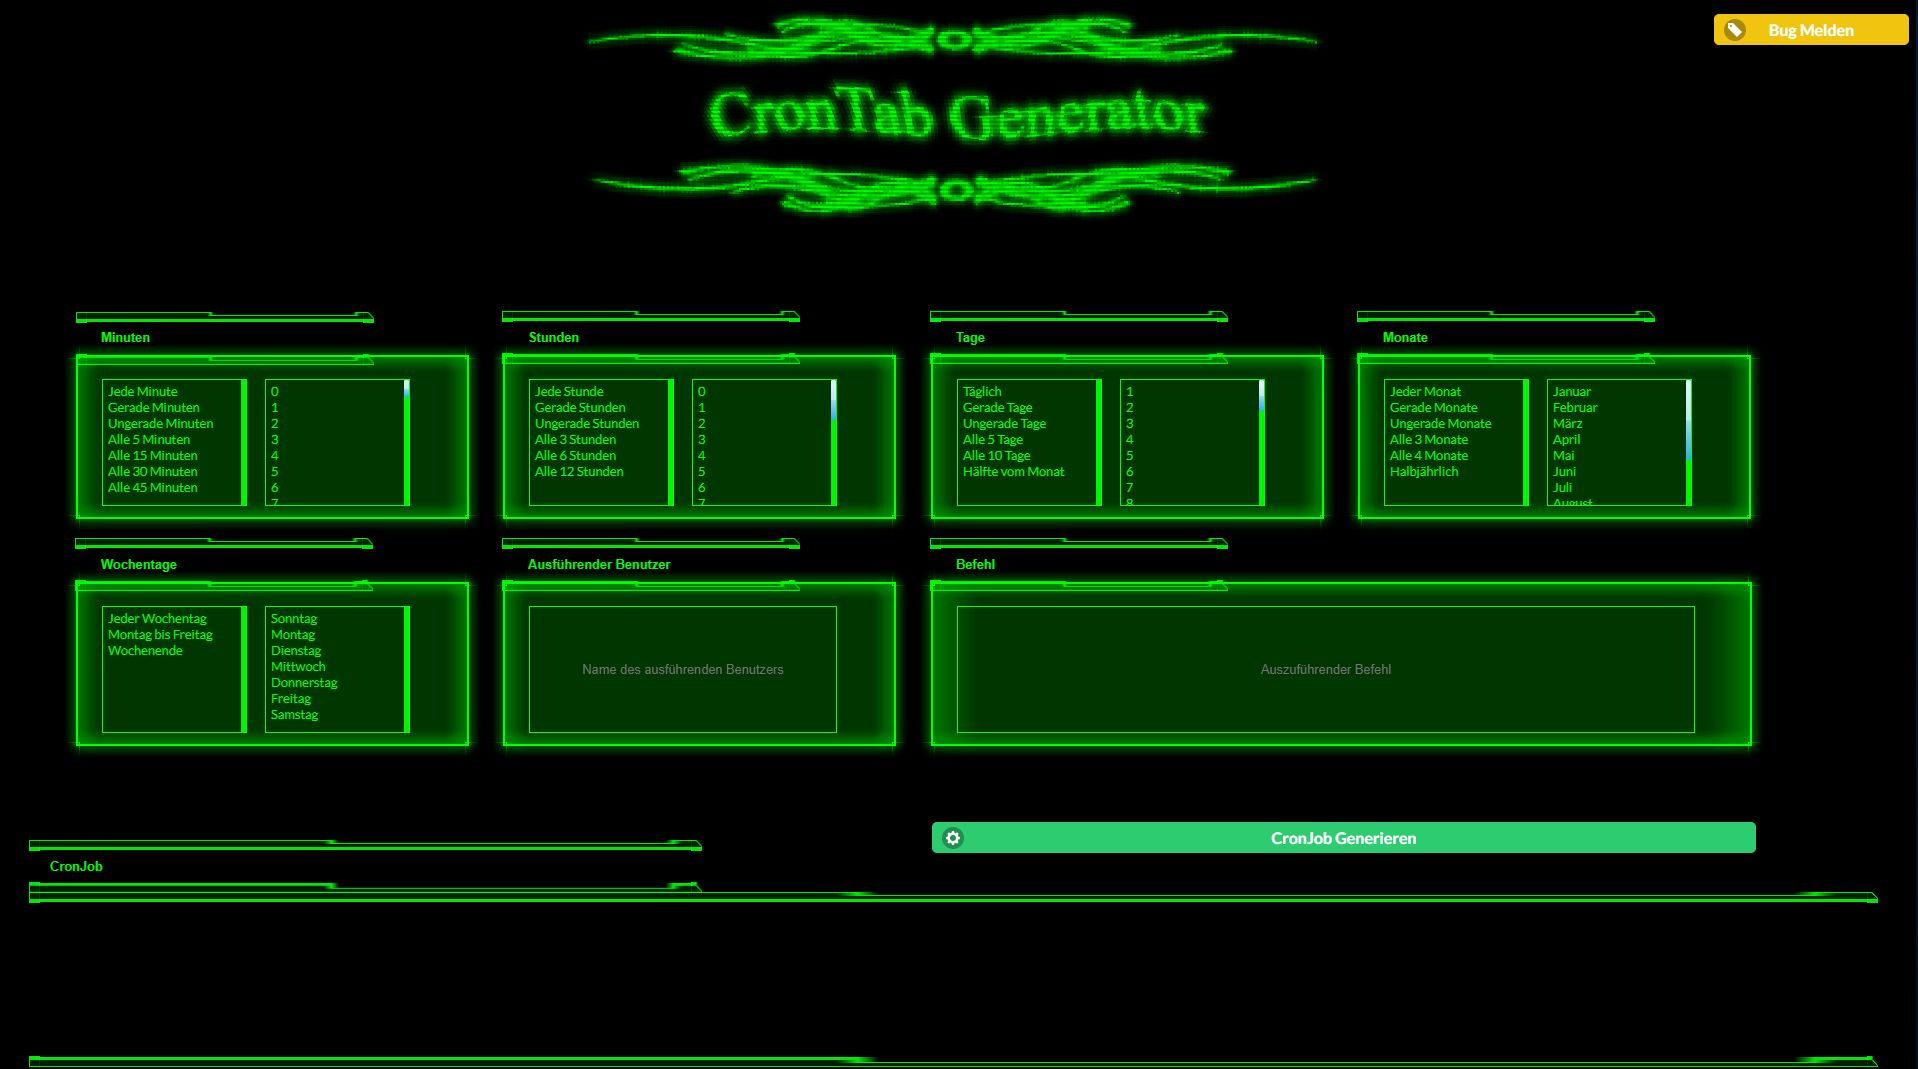 Bug Melden
CronTab Generator
Minuten
Jede Minute
Gerade Minuten
Ungerade Minuten
Alle 5 Minuten
Alle 15 Minuten
Alle 30 Minuten
Alle 45 Minuten
0
1
2
3
4
5
6
7
Stunden
Jede Stunde
Gerade Stunden
Ungerade Stunden
Alle 3 Stunden
Alle 6 Stunden
Alle 12 Stunden
0
1
2
3
4
5
6
7
Tage
Täglich
Gerade Tage
Ungerade Tage
Alle 5 Tage
Alle 10 Tage
Hälfte vom Monat
1
2
3
4
5
6
7
8
Monate
Jeder Monat
Gerade Monate
Ungerade Monate
Alle 3 Monate
Alle 4 Monate
Halbjährlich
Januar
Februar
März
April
Mai
Juni
Juli
August
Wochentage
Jeder Wochentag
Montag bis Freitag
Wochenende
Sonntag
Montag
Dienstag
Mittwoch
Donnerstag
Freitag
Samstag
Ausführender Benutzer
Name des ausführenden Benutzers
Befehl
Auszuführender Befehl
CronJob Generieren
CronJob